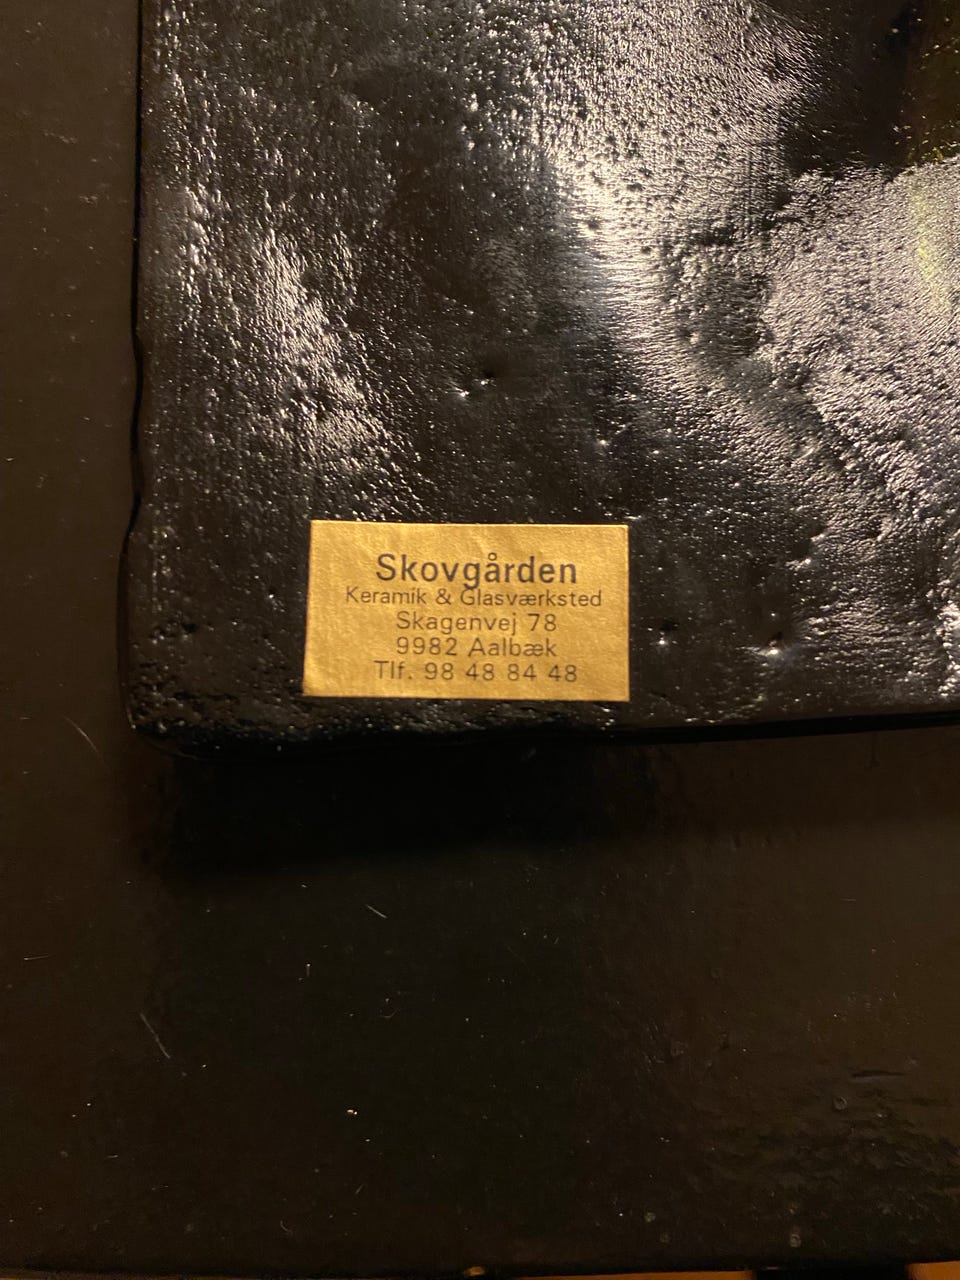 Skovgården
Keramik & Glasværksted
Skagenvej 78
9982 Aalbæk
Tlf. 98 48 84 48